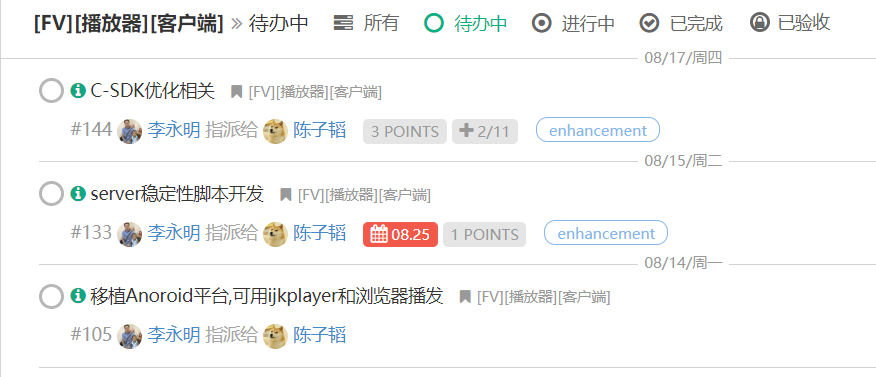 [FV][播放器][客户端] » 待办中 所有 待办中 进行中 已完成 已验收
08/17/周四
C-SDK优化相关 [FV][播放器][客户端]
#144 李永明 指派给 陈子韬 3 POINTS 2/11 enhancement
08/15/周二
server稳定性脚本开发 [FV][播放器][客户端]
#133 李永明 指派给 陈子韬 08.25 1 POINTS enhancement
08/14/周一
移植Anoroid平台,可用ijkplayer和浏览器播发 [FV][播放器][客户端]
#105 李永明 指派给 陈子韬